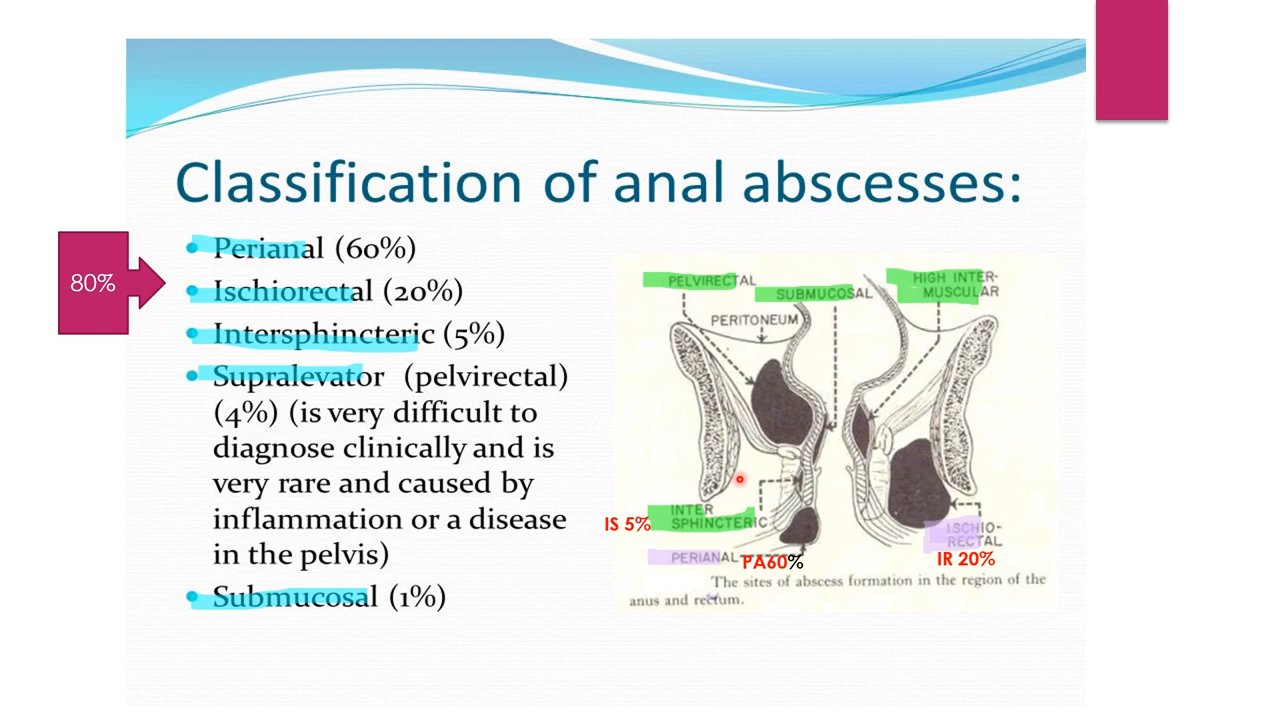 Classification of anal abscesses:
80%
Perianal (60%)
Ischiorectal (20%)
Intersphincteric (5%)
Supralevator (pelvirectal)
(4%) (is very difficult to
diagnose clinically and is
very rare and caused by
inflammation or a disease
in the pelvis)
Submucosal (1%)
PELVIRECTAL
SUBMUCOSAL
HIGH INTER-
MUSCULAR
PERITONEUM
INTER
SPHINCTERIC
IS 5%
PERIANAL
PA60%
ISCHIO-
RECTAL
IR 20%
The sites of abscess formation in the region of the
anus and rectum.